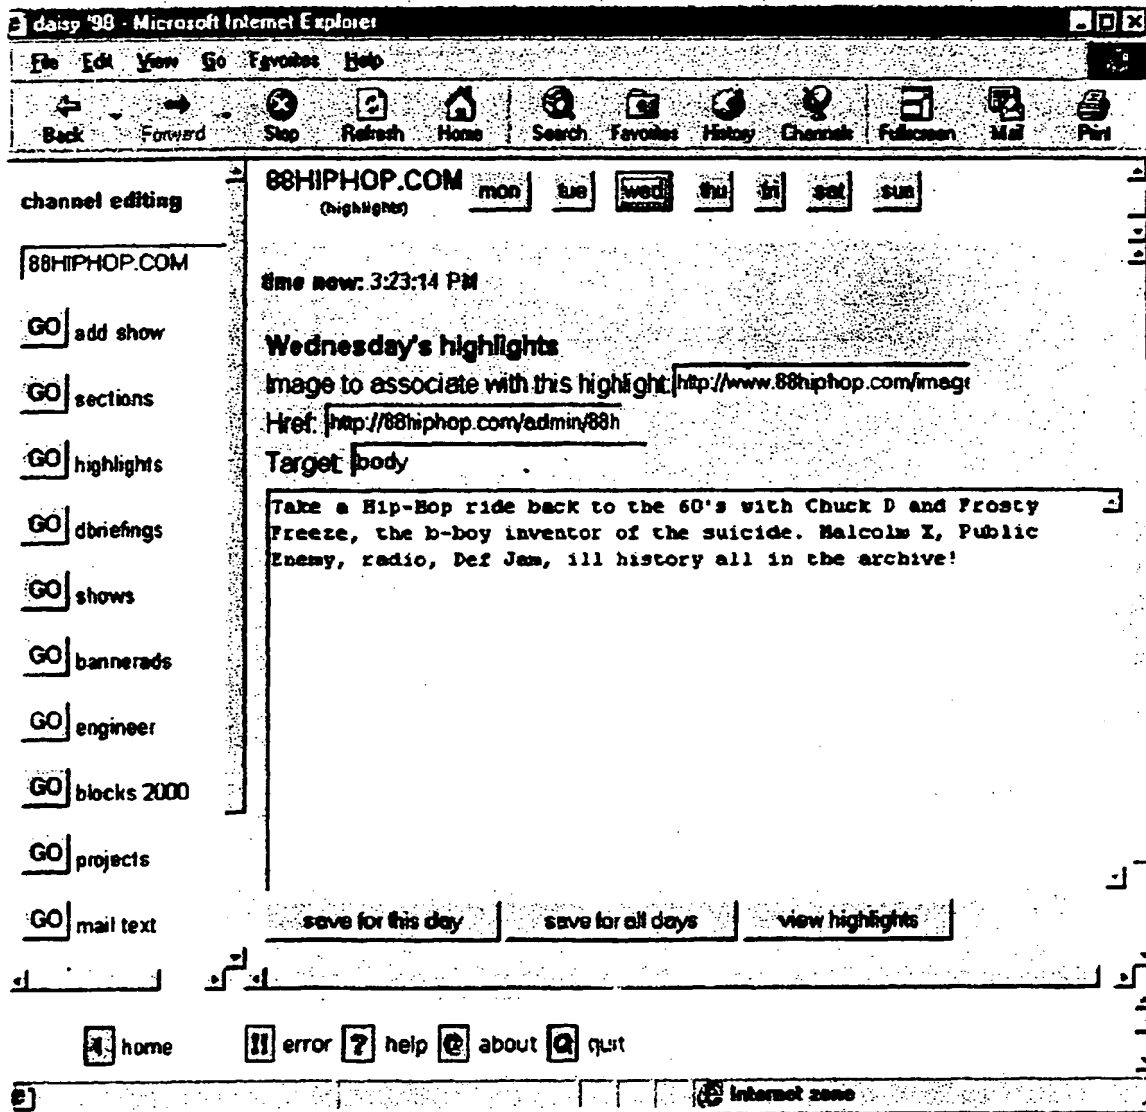 daisy '98 - Microsoft Internet Explorer
File Edit View Go Favorites Help
Back Forward Stop Refresh Home Search Favorites History Channels Fullscreen Mail Print
channel editing
88HIPHOP.COM
GO add show
GO sections
GO highlights
GO dbriefings
GO shows
GO bannerads
GO engineer
GO blocks 2000
GO projects
GO mail text
88HIPHOP.COM mon tue wed thu fri sat sun
(highlights)
time now: 3:23:14 PM
Wednesday's highlights
Image to associate with this highlight: http://www.88hiphop.com/image
Href: http://88hiphop.com/admin/88h
Target: body
Take a Hip-Hop ride back to the 60's with Chuck D and Frosty
Freeze, the b-boy inventor of the suicide. Malcolm X, Public
Enemy, radio, Def Jam, ill history all in the archive!
save for this day save for all days view highlights
home !! error ? help @ about Q quit
Internet zone